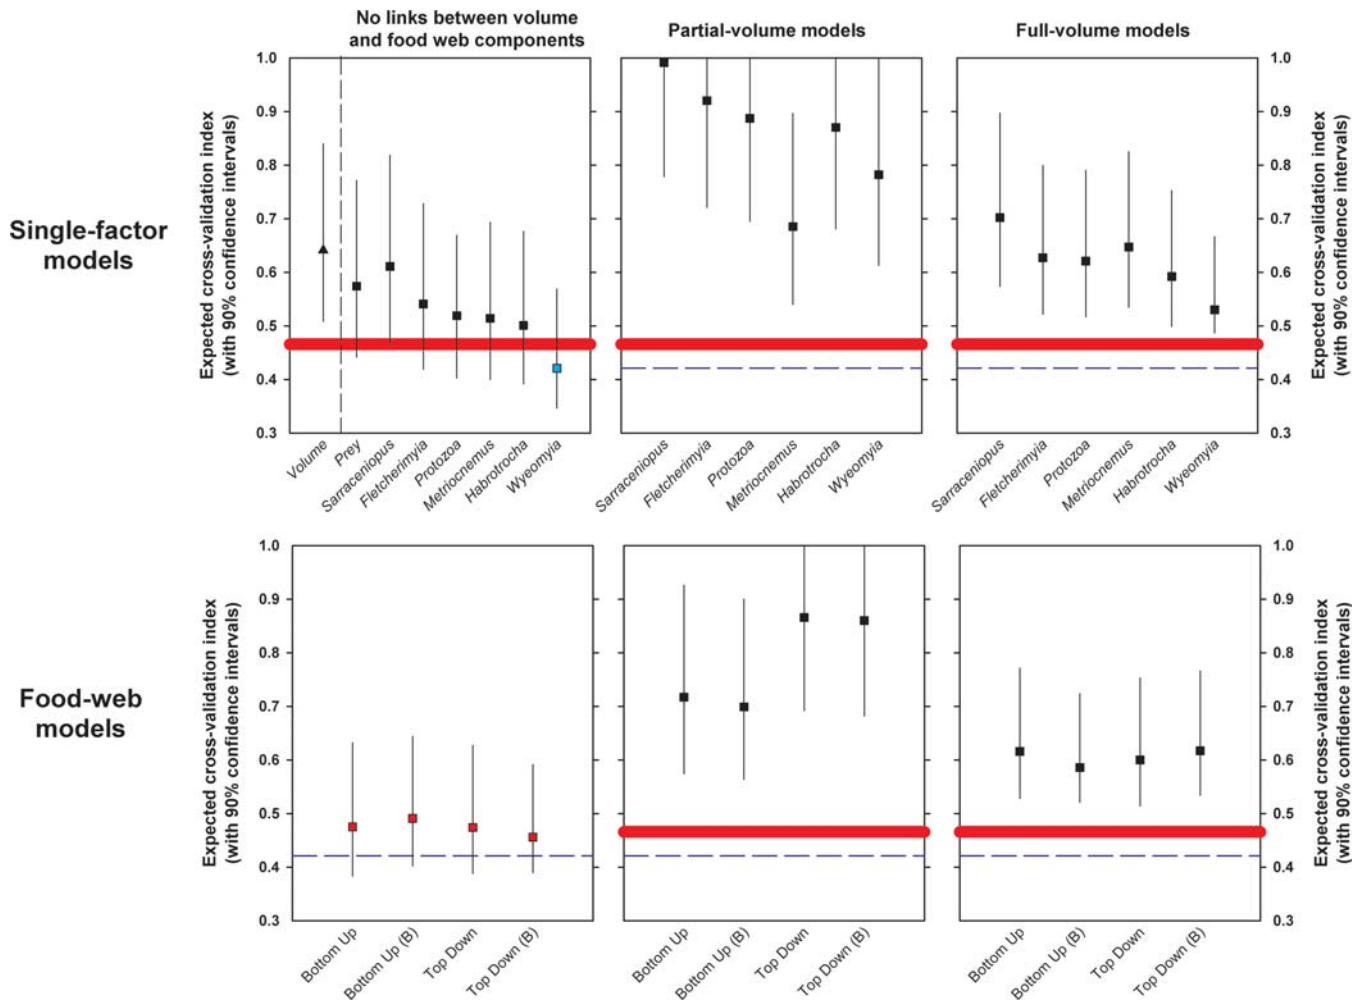 No links between volume
and food web components
Partial-volume models
Full-volume models
Single-factor
models
Expected cross-validation index
(with 90% confidence intervals)
1.0
0.9
0.8
0.7
0.6
0.5
0.4
0.3
Volume
Prey
Sarraceniopus
Fletcherimyia
Protozoa
Metriocnemus
Habrotrocha
Wyeomyia
Sarraceniopus
Fletcherimyia
Protozoa
Metriocnemus
Habrotrocha
Wyeomyia
Sarraceniopus
Fletcherimyia
Protozoa
Metriocnemus
Habrotrocha
Wyeomyia
1.0
0.9
0.8
0.7
0.6
0.5
0.4
0.3
Expected cross-validation index
(with 90% confidence intervals)
Food-web
models
Expected cross-validation index
(with 90% confidence intervals)
1.0
0.9
0.8
0.7
0.6
0.5
0.4
0.3
Bottom Up
Bottom Up (B)
Top Down
Top Down (B)
Bottom Up
Bottom Up (B)
Top Down
Top Down (B)
Bottom Up
Bottom Up (B)
Top Down
Top Down (B)
1.0
0.9
0.8
0.7
0.6
0.5
0.4
0.3
Expected cross-validation index
(with 90% confidence intervals)